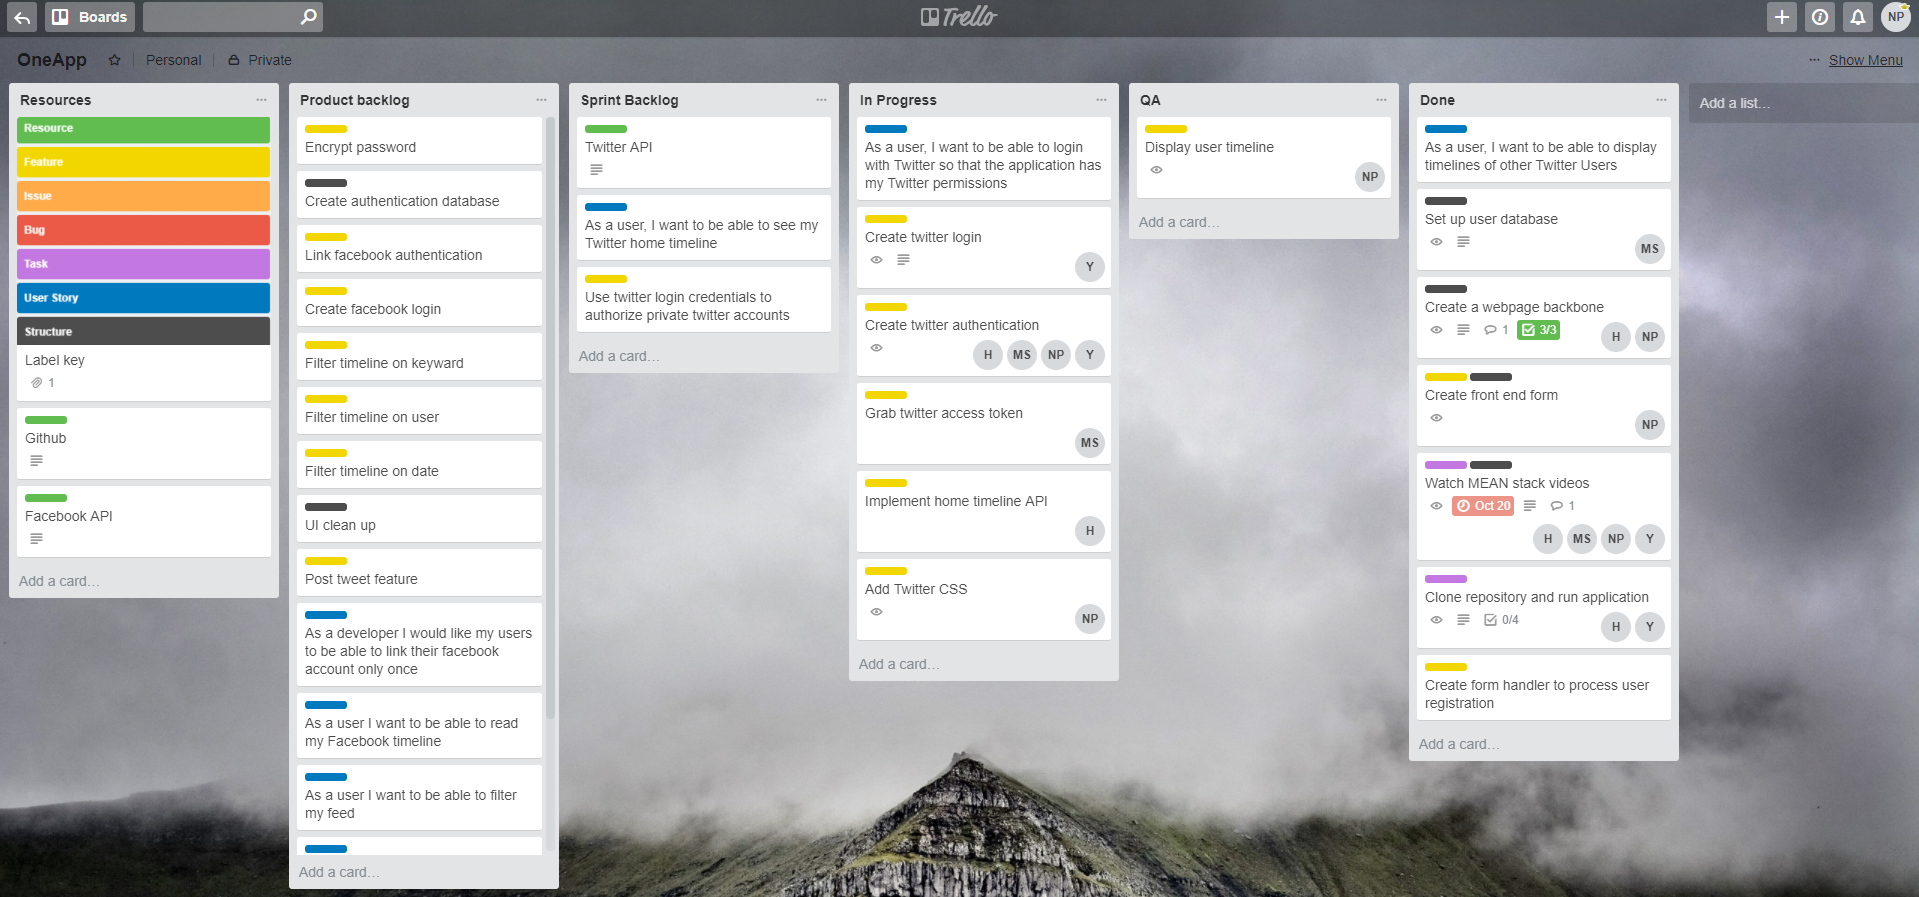 Boards
Trello
NP
OneApp
Personal
Private
... Show Menu
Resources
...
Resource
Feature
Issue
Bug
Task
User Story
Structure
Label key
1
Github
Facebook API
Add a card…
Product backlog
...
Encrypt password
Create authentication database
Link facebook authentication
Create facebook login
Filter timeline on keyward
Filter timeline on user
Filter timeline on date
UI clean up
Post tweet feature
As a developer I would like my users
to be able to link their facebook
account only once
As a user I want to be able to read
my Facebook timeline
As a user I want to be able to filter
my feed
Add a card…
Sprint Backlog
...
Twitter API
As a user, I want to be able to see my
Twitter home timeline
Use twitter login credentials to
authorize private twitter accounts
Add a card…
In Progress
...
As a user, I want to be able to login
with Twitter so that the application has
my Twitter permissions
Create twitter login
Y
Create twitter authentication
H MS NP Y
Grab twitter access token
MS
Implement home timeline API
H
Add Twitter CSS
NP
Add a card…
QA
...
Display user timeline
NP
Add a card…
Done
...
As a user, I want to be able to display
timelines of other Twitter Users
Set up user database
MS
Create a webpage backbone
1 3/3 H NP
Create front end form
NP
Watch MEAN stack videos
Oct 20 1
H MS NP Y
Clone repository and run application
0/4 H Y
Create form handler to process user
registration
Add a card…
Add a list…